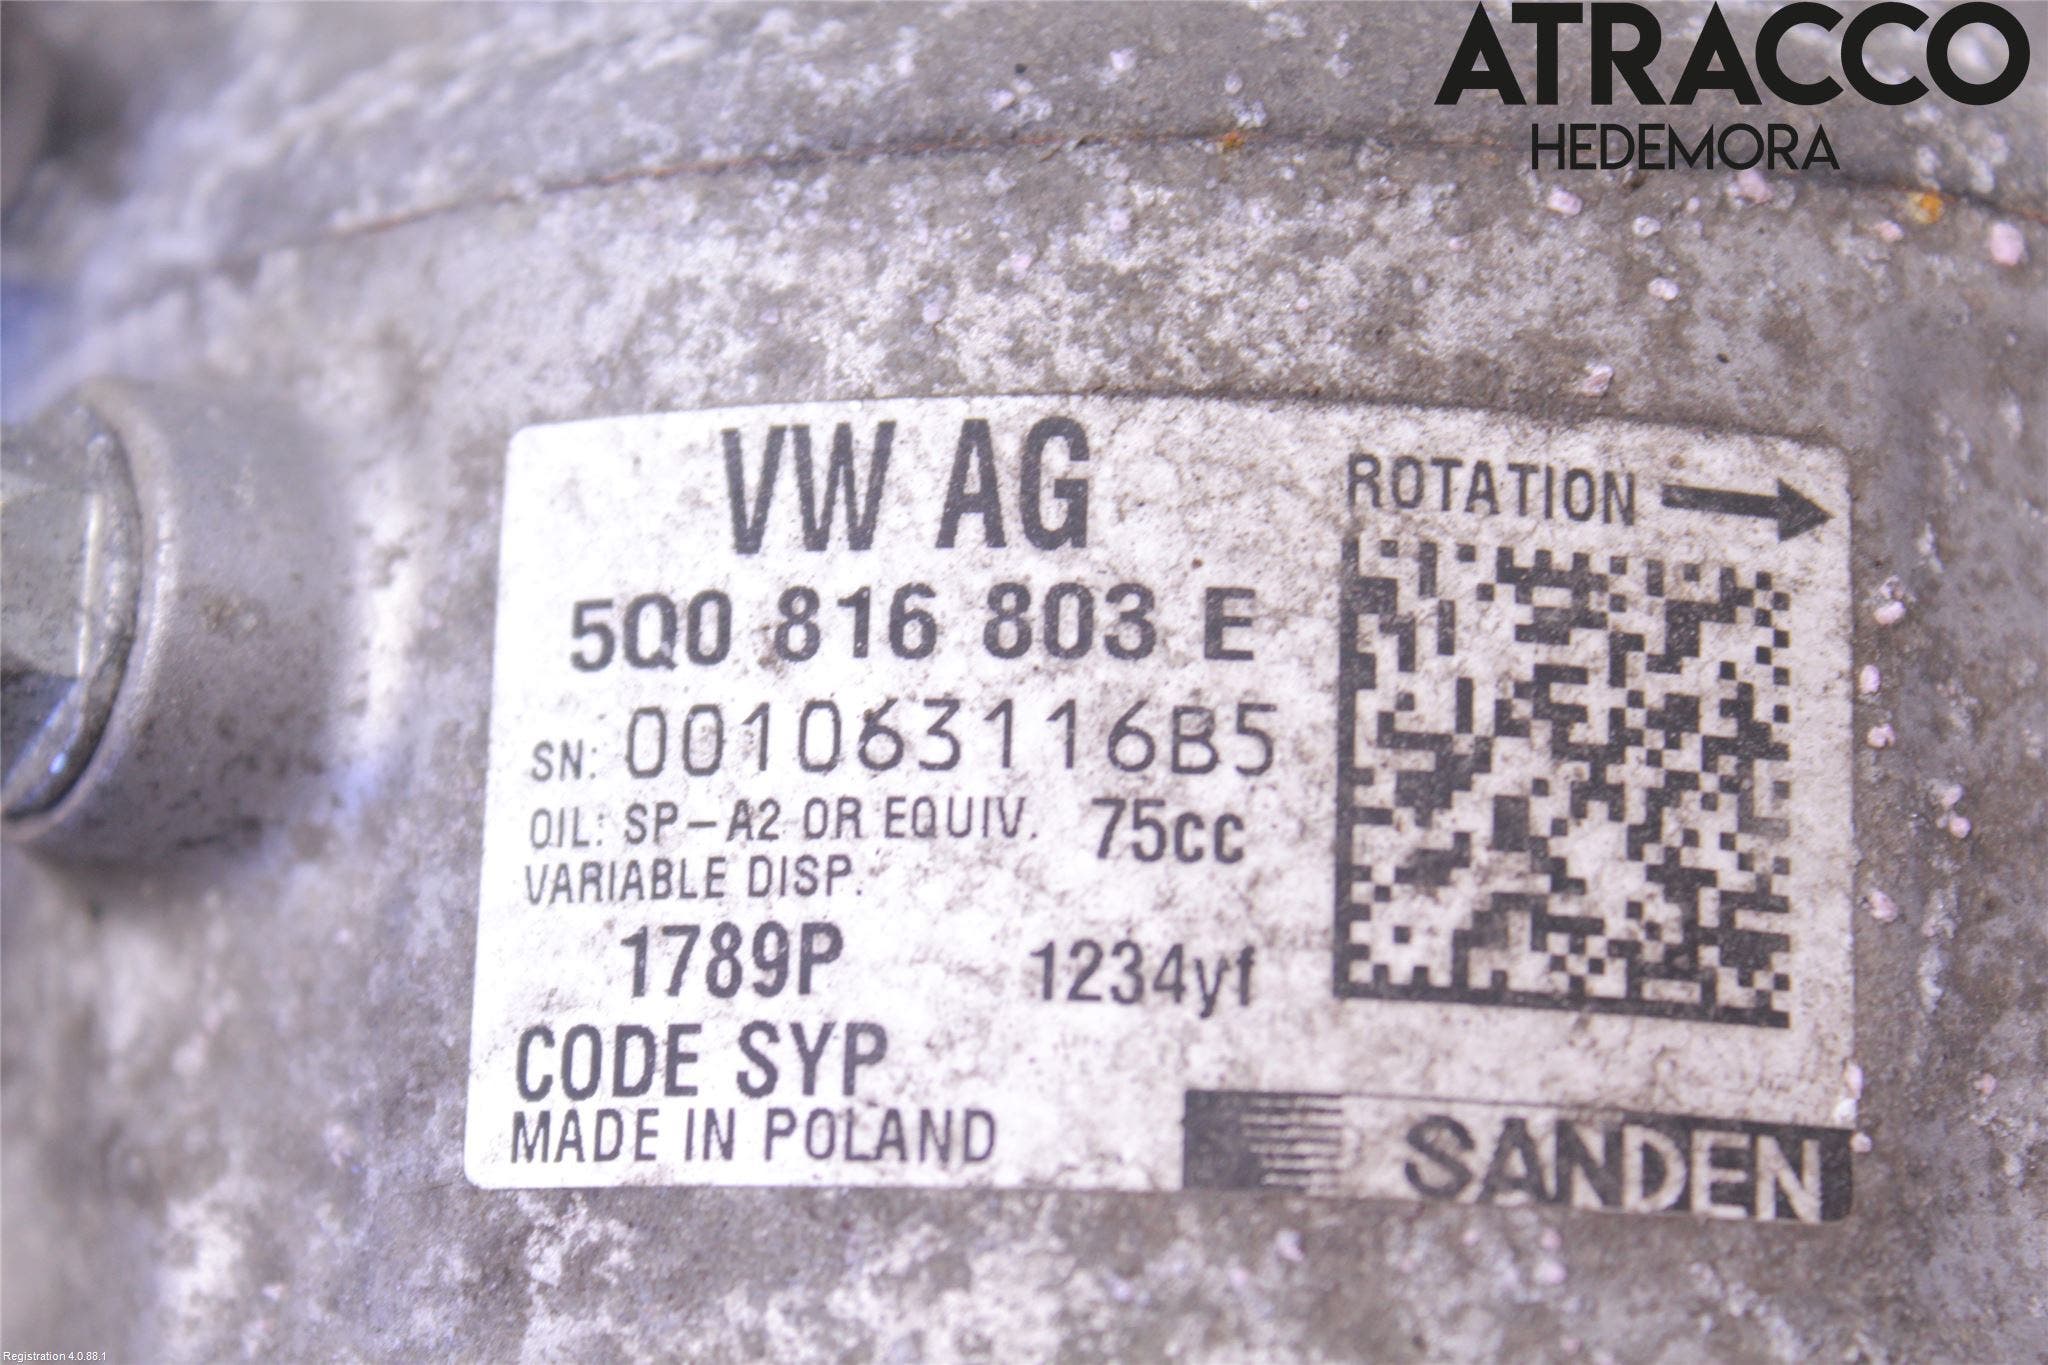 ATRACCO
HEDEMORA
VW AG
ROTATION
5Q0 816 803 E
SN: 001063116B5
OIL: SP-A2 OR EQUIV. 75cc
VARIABLE DISP.
1789P 1234yf
CODE SYP
MADE IN POLAND
SANDEN
Registration 4.0.88.1